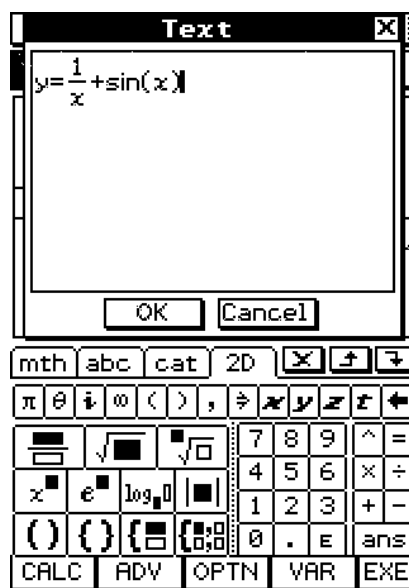 Text
y=1/x+sin(x)
OK Cancel
mth abc cat 2D
π θ i ∞ ( ) , ⇒ x y z t ←
√■ ■√□ 7 8 9 ^ =
x■ e■ log■□ |■| 4 5 6 × ÷
1 2 3 + −
() {} {■ {■;□ 0 . E ans
CALC ADV OPTN VAR EXE